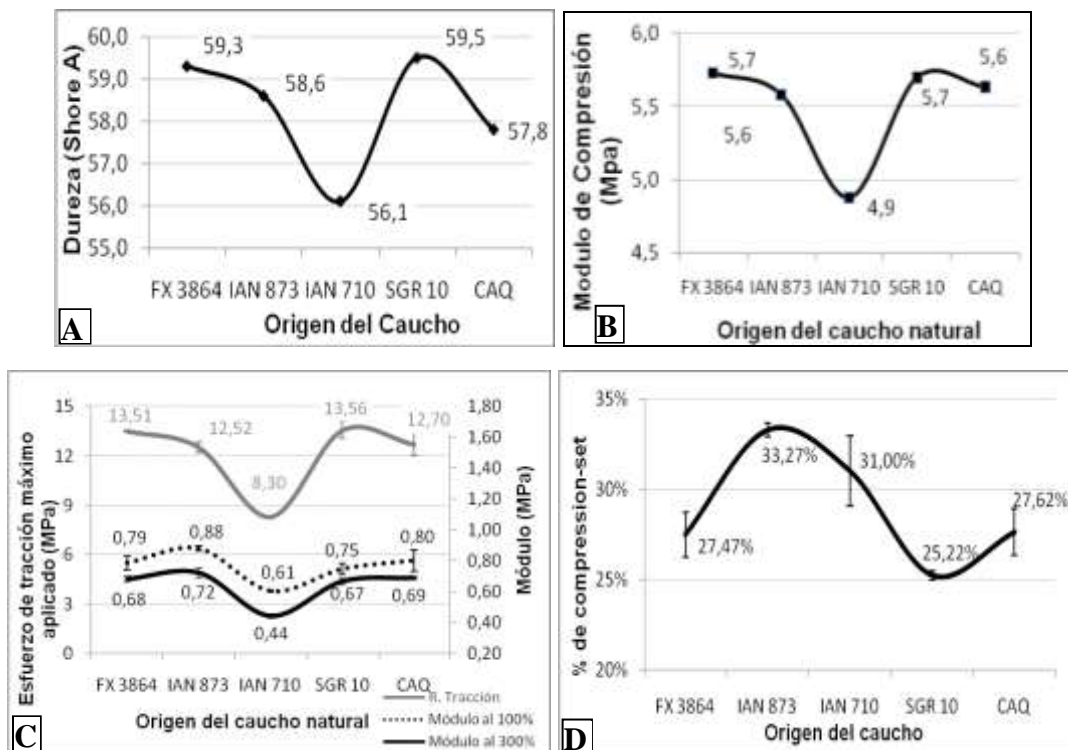 Dureza (Shore A)
60,0
59,0
58,0
57,0
56,0
55,0
59,3
58,6
56,1
59,5
57,8
FX 3864 IAN 873 IAN 710 SGR 10 CAQ
Origen del Caucho
A
Modulo de Compresión
(Mpa)
6,0
5,5
5,0
4,5
5,7
5,6
4,9
5,7
5,6
FX 3864 IAN 873 IAN 710 SGR 10 CAQ
Origen del caucho natural
B
Esfuerzo de tracción máximo
aplicado (MPa)
15
12
9
6
3
0
13,51
12,52
8,30
13,56
12,70
0,79
0,88
0,61
0,75
0,80
0,68
0,72
0,44
0,67
0,69
1,80
1,60
1,40
1,20
1,00
0,80
0,60
0,40
0,20
Módulo (MPa)
FX 3864 IAN 873 IAN 710 SGR 10 CAQ
Origen del caucho natural
R. Tracción
Módulo al 100%
Módulo al 300%
C
% de compression-set
35%
30%
25%
20%
27,47%
33,27%
31,00%
25,22%
27,62%
FX 3864 IAN 873 IAN 710 SGR 10 CAQ
Origen del caucho
D